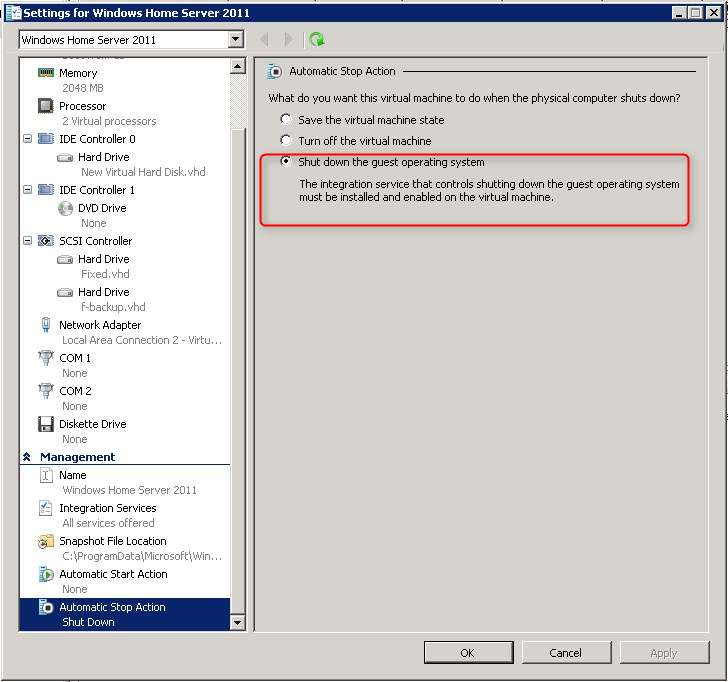 Settings for Windows Home Server 2011
Windows Home Server 2011
Memory
2048 MB
Processor
2 Virtual processors
IDE Controller 0
Hard Drive
New Virtual Hard Disk.vhd
IDE Controller 1
DVD Drive
None
SCSI Controller
Hard Drive
Fixed.vhd
Hard Drive
f-backup.vhd
Network Adapter
Local Area Connection 2 - Virtu...
COM 1
None
COM 2
None
Diskette Drive
None
Management
Name
Windows Home Server 2011
Integration Services
All services offered
Snapshot File Location
C:\ProgramData\Microsoft\Win...
Automatic Start Action
None
Automatic Stop Action
Shut Down
Automatic Stop Action
What do you want this virtual machine to do when the physical computer shuts down?
Save the virtual machine state
Turn off the virtual machine
Shut down the guest operating system
The integration service that controls shutting down the guest operating system
must be installed and enabled on the virtual machine.
OK
Cancel
Apply